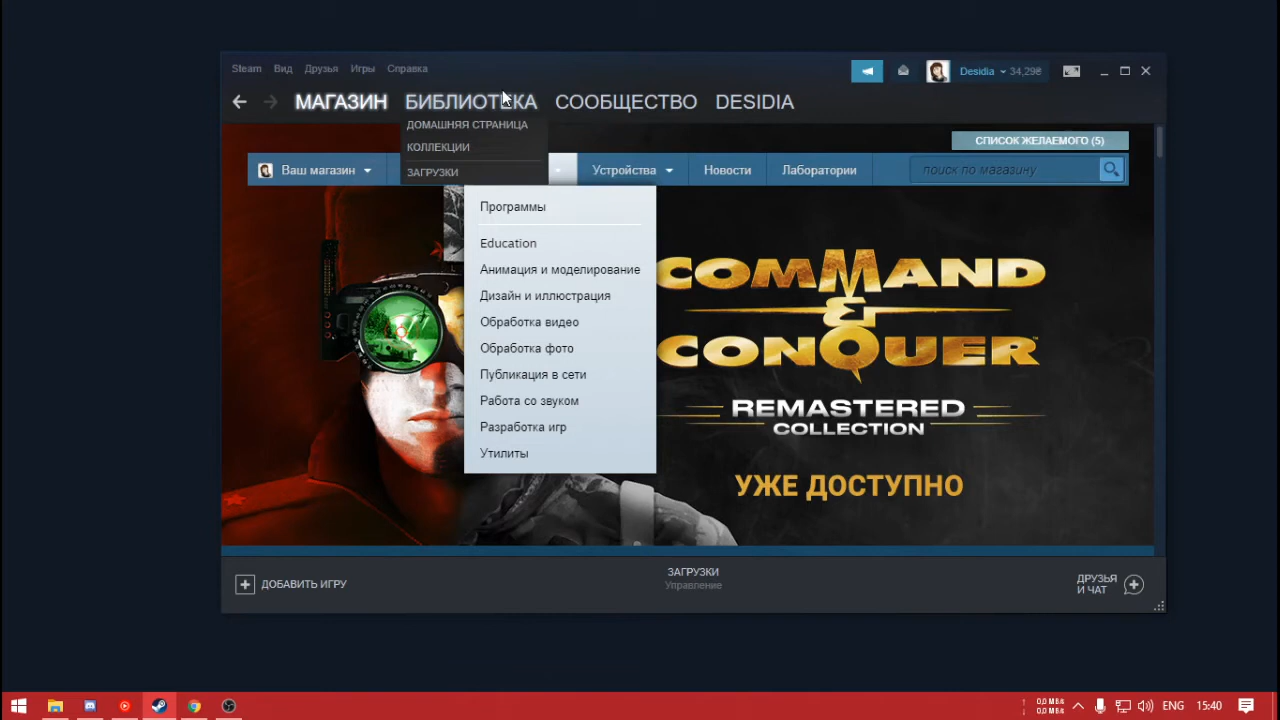 Steam Вид Друзья Игры Справка
Desidia 34,29₴
МАГАЗИН БИБЛИОТЕКА СООБЩЕСТВО DESIDIA
ДОМАШНЯЯ СТРАНИЦА
КОЛЛЕКЦИИ
ЗАГРУЗКИ
СПИСОК ЖЕЛАЕМОГО (5)
Ваш магазин Устройства Новости Лаборатории поиск по магазину
Программы
Education
Анимация и моделирование
Дизайн и иллюстрация
Обработка видео
Обработка фото
Публикация в сети
Работа со звуком
Разработка игр
Утилиты
COMMAND
&
CONQUER™
REMASTERED
COLLECTION
УЖЕ ДОСТУПНО
ДОБАВИТЬ ИГРУ
ЗАГРУЗКИ
Управление
ДРУЗЬЯ
И ЧАТ
ENG 15:40